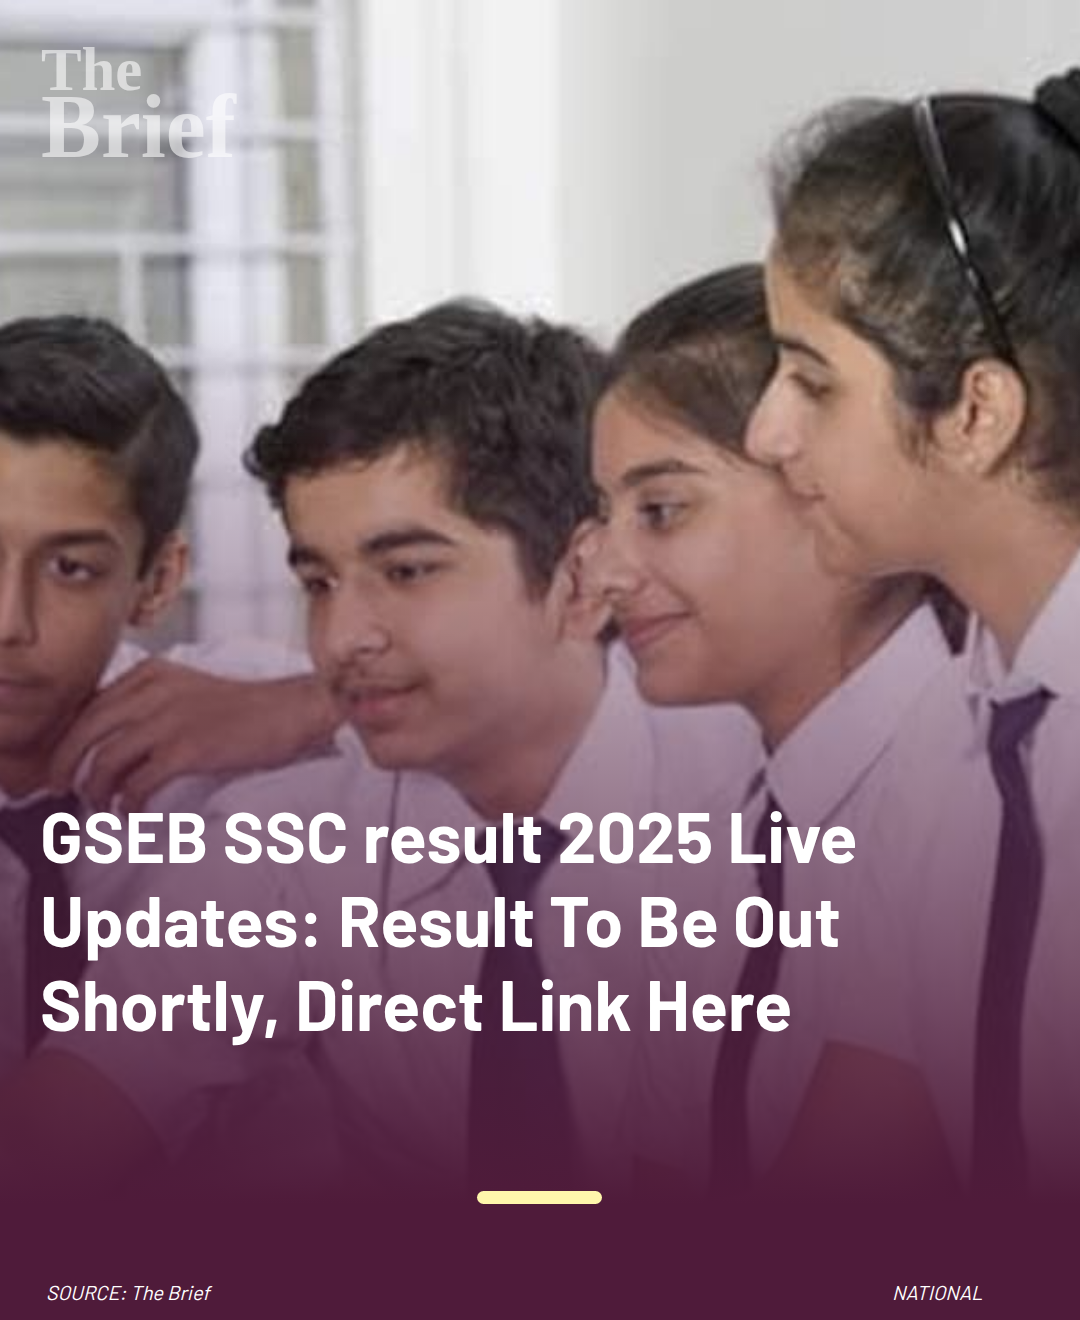 The
Brief
GSEB SSC result 2025 Live
Updates: Result To Be Out
Shortly, Direct Link Here
SOURCE: The Brief
NATIONAL